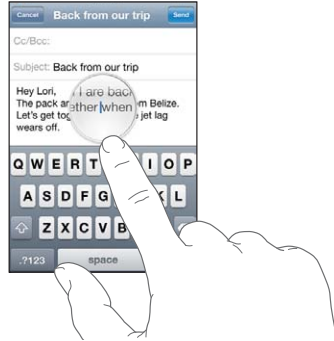 Cancel Back from our trip Send
Cc/Bcc:
Subject: Back from our trip
Hey Lori, I are back
The pack ar m Belize.
Let's get tog ether when jet lag
wears off.
Q W E R T I O P
A S D F G K L
Z X C V B
.?123 space